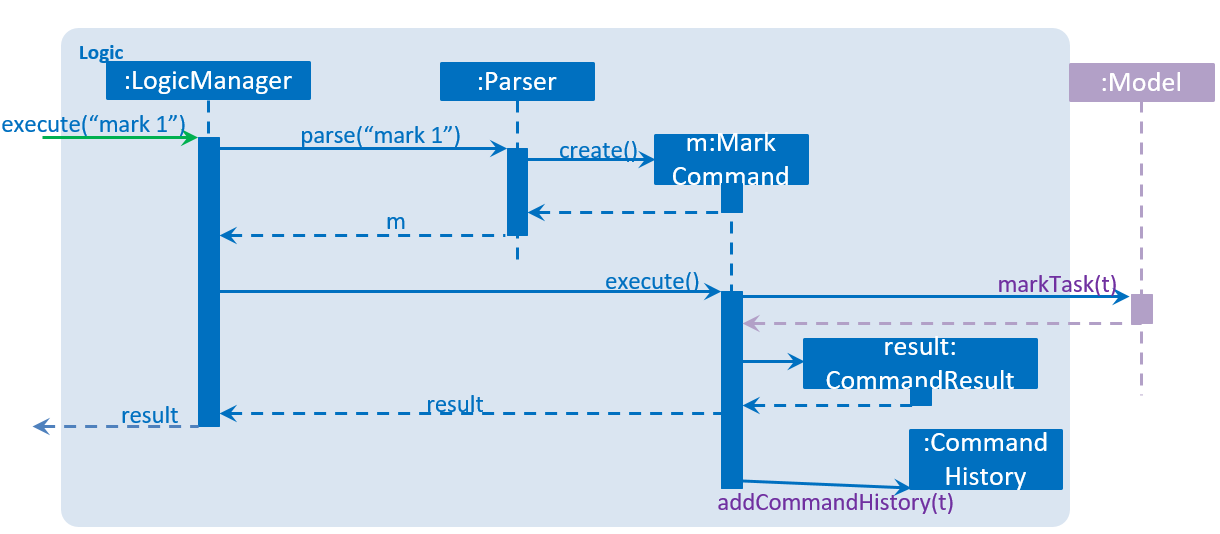 Logic
:LogicManager
:Parser
:Model
execute(“mark 1”)
parse(“mark 1”)
create()
m:Mark
Command
m
execute()
markTask(t)
result:
CommandResult
result
result
:Command
History
addCommandHistory(t)